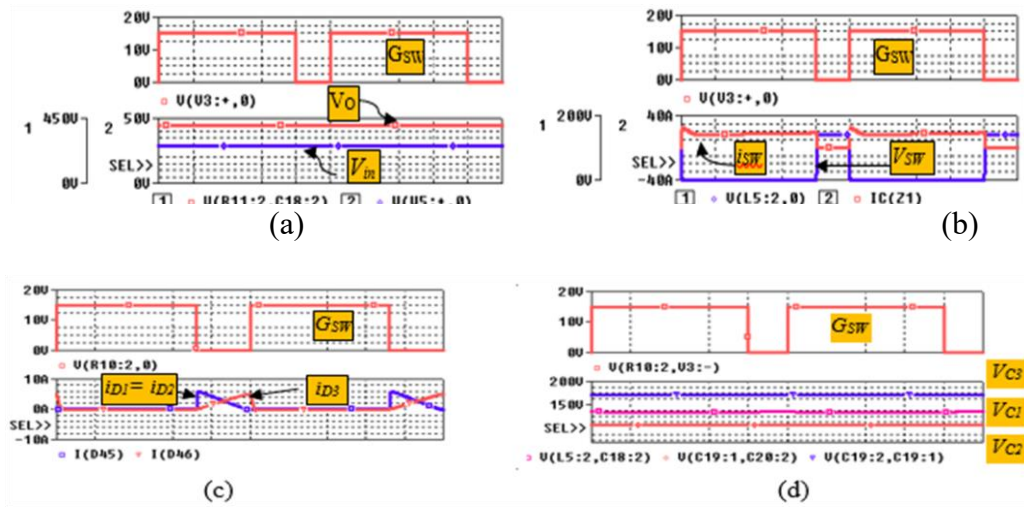 20V
10V
0V
GSW
V(V3:+,0)
1 450V 2 50V
VO
SEL>>
0V 0V
Vin
1 V(R11:2,C18:2) 2 V(V5:+,0)
(a)
20V
10V
0V
GSW
V(V3:+,0)
1 200V 2 40A
SEL>>
0V -40A
iSW
VSW
1 V(L5:2,0) 2 IC(Z1)
(b)
20V
10V
0V
GSW
V(R10:2,0)
10A
0A
SEL>>
-10A
iD1= iD2
iD3
I(D45) I(D46)
(c)
20V
10V
0V
GSW
V(R10:2,V3:-)
200V
150V
SEL>>
VC3
VC1
VC2
V(L5:2,C18:2) V(C19:1,C20:2) V(C19:2,C19:1)
(d)